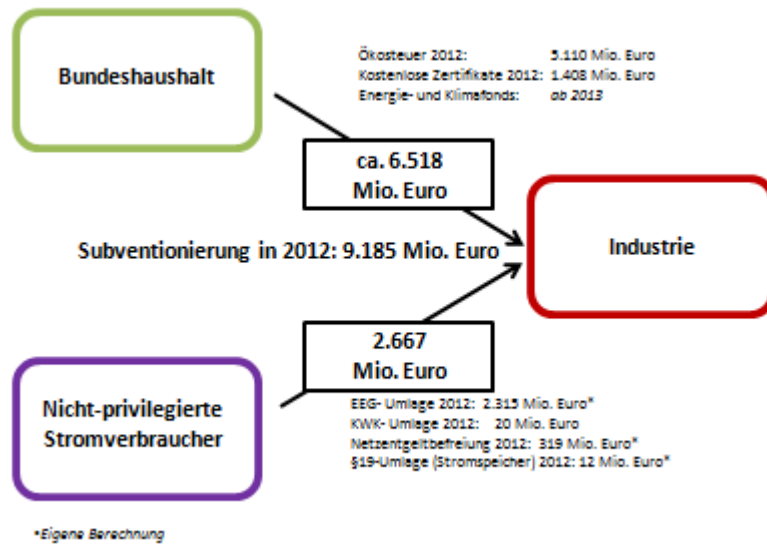 Bundeshaushalt
Ökosteuer 2012: 5.110 Mio. Euro
Kostenlose Zertifikate 2012: 1.408 Mio. Euro
Energie- und Klimafonds: ab 2013
ca. 6.518
Mio. Euro
Industrie
Subventionierung in 2012: 9.185 Mio. Euro
2.667
Mio. Euro
Nicht-privilegierte
Stromverbraucher
EEG- Umlage 2012: 2.315 Mio. Euro*
KWK- Umlage 2012: 20 Mio. Euro
Netzentgeltbefreiung 2012: 319 Mio. Euro*
§19-Umlage (Stromspeicher) 2012: 12 Mio. Euro*
*Eigene Berechnung